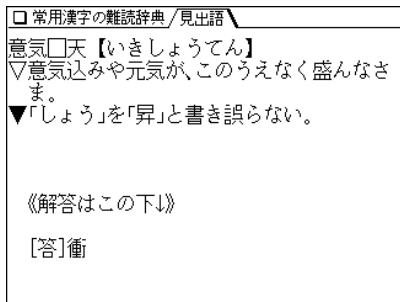 □ 常用漢字の難読辞典 見出語
意気□天【いきしょうてん】
▽意気込みや元気が、このうえなく盛んなさ
ま。
▼「しょう」を「昇」と書き誤らない。
《解答はこの下↓》
[答]衝